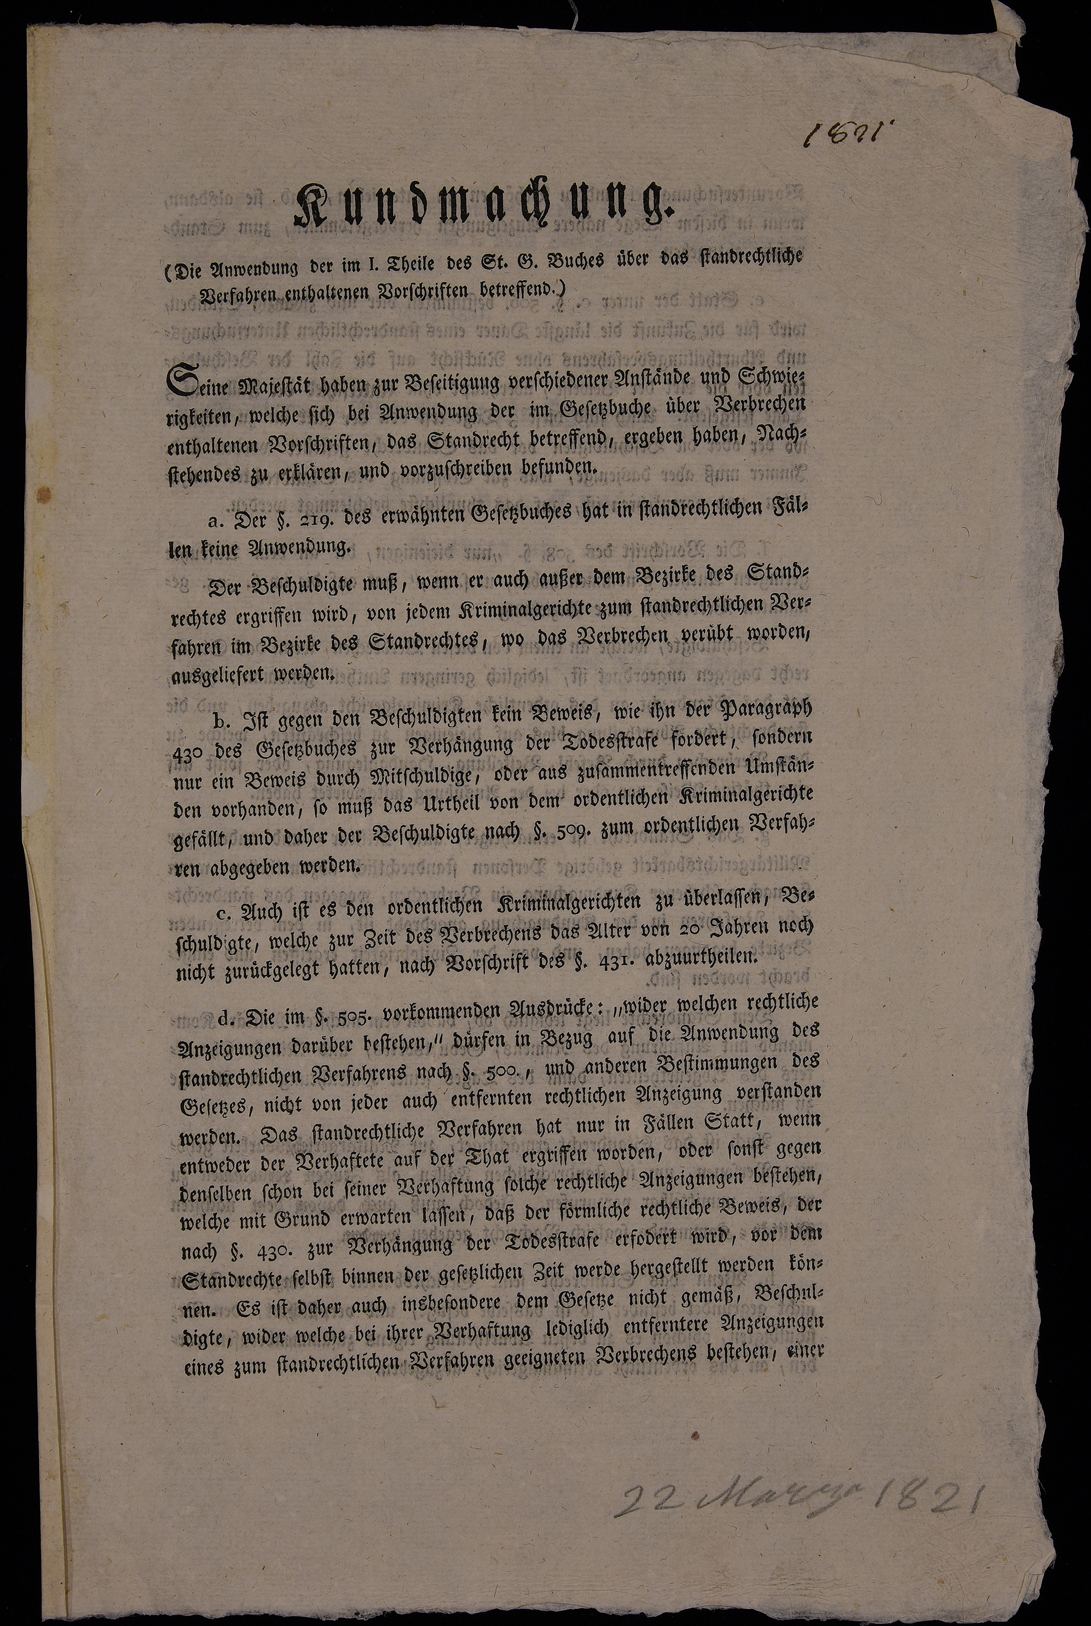 1821
Kundmachung.
(Die Anwendung der im I. Theile des St. G. Buches über das standrechtliche
Verfahren enthaltenen Vorschriften betreffend.)
Seine Majestät haben zur Beseitigung verschiedener Anstände und Schwie-
rigkeiten, welche sich bei Anwendung der im Gesetzbuche über Verbrechen
enthaltenen Vorschriften, das Standrecht betreffend, ergeben haben, Nach-
stehendes zu erklären, und vorzuschreiben befunden.
a. Der §. 219. des erwähnten Gesetzbuches hat in standrechtlichen Fäl-
len keine Anwendung.
Der Beschuldigte muß, wenn er auch außer dem Bezirke des Stand-
rechtes ergriffen wird, von jedem Kriminalgerichte zum standrechtlichen Ver-
fahren im Bezirke des Standrechtes, wo das Verbrechen verübt worden,
ausgeliefert werden.
b. Ist gegen den Beschuldigten kein Beweis, wie ihn der Paragraph
430 des Gesetzbuches zur Verhängung der Todesstrafe fordert, sondern
nur ein Beweis durch Mitschuldige, oder aus zusammentreffenden Umstän-
den vorhanden, so muß das Urtheil von dem ordentlichen Kriminalgerichte
gefällt, und daher der Beschuldigte nach §. 509. zum ordentlichen Verfah-
ren abgegeben werden.
c. Auch ist es den ordentlichen Kriminalgerichten zu überlassen, Be-
schuldigte, welche zur Zeit des Verbrechens das Alter von 20 Jahren noch
nicht zurückgelegt hatten, nach Vorschrift des §. 431. abzuurtheilen.
d. Die im §. 505. vorkommenden Ausdrücke: „wider welchen rechtliche
Anzeigungen darüber bestehen,“ dürfen in Bezug auf die Anwendung des
standrechtlichen Verfahrens nach §. 500., und anderen Bestimmungen des
Gesetzes, nicht von jeder auch entfernten rechtlichen Anzeigung verstanden
werden. Das standrechtliche Verfahren hat nur in Fällen Statt, wenn
entweder der Verhaftete auf der That ergriffen worden, oder sonst gegen
denselben schon bei seiner Verhaftung solche rechtliche Anzeigungen bestehen,
welche mit Grund erwarten lassen, daß der förmliche rechtliche Beweis, der
nach §. 430. zur Verhängung der Todesstrafe erfodert wird, vor dem
Standrechte selbst binnen der gesetzlichen Zeit werde hergestellt werden kön-
nen. Es ist daher auch insbesondere dem Gesetze nicht gemäß, Beschul-
digte, wider welche bei ihrer Verhaftung lediglich entferntere Anzeigungen
eines zum standrechtlichen Verfahren geeigneten Verbrechens bestehen, einer
22 Marzo 1821